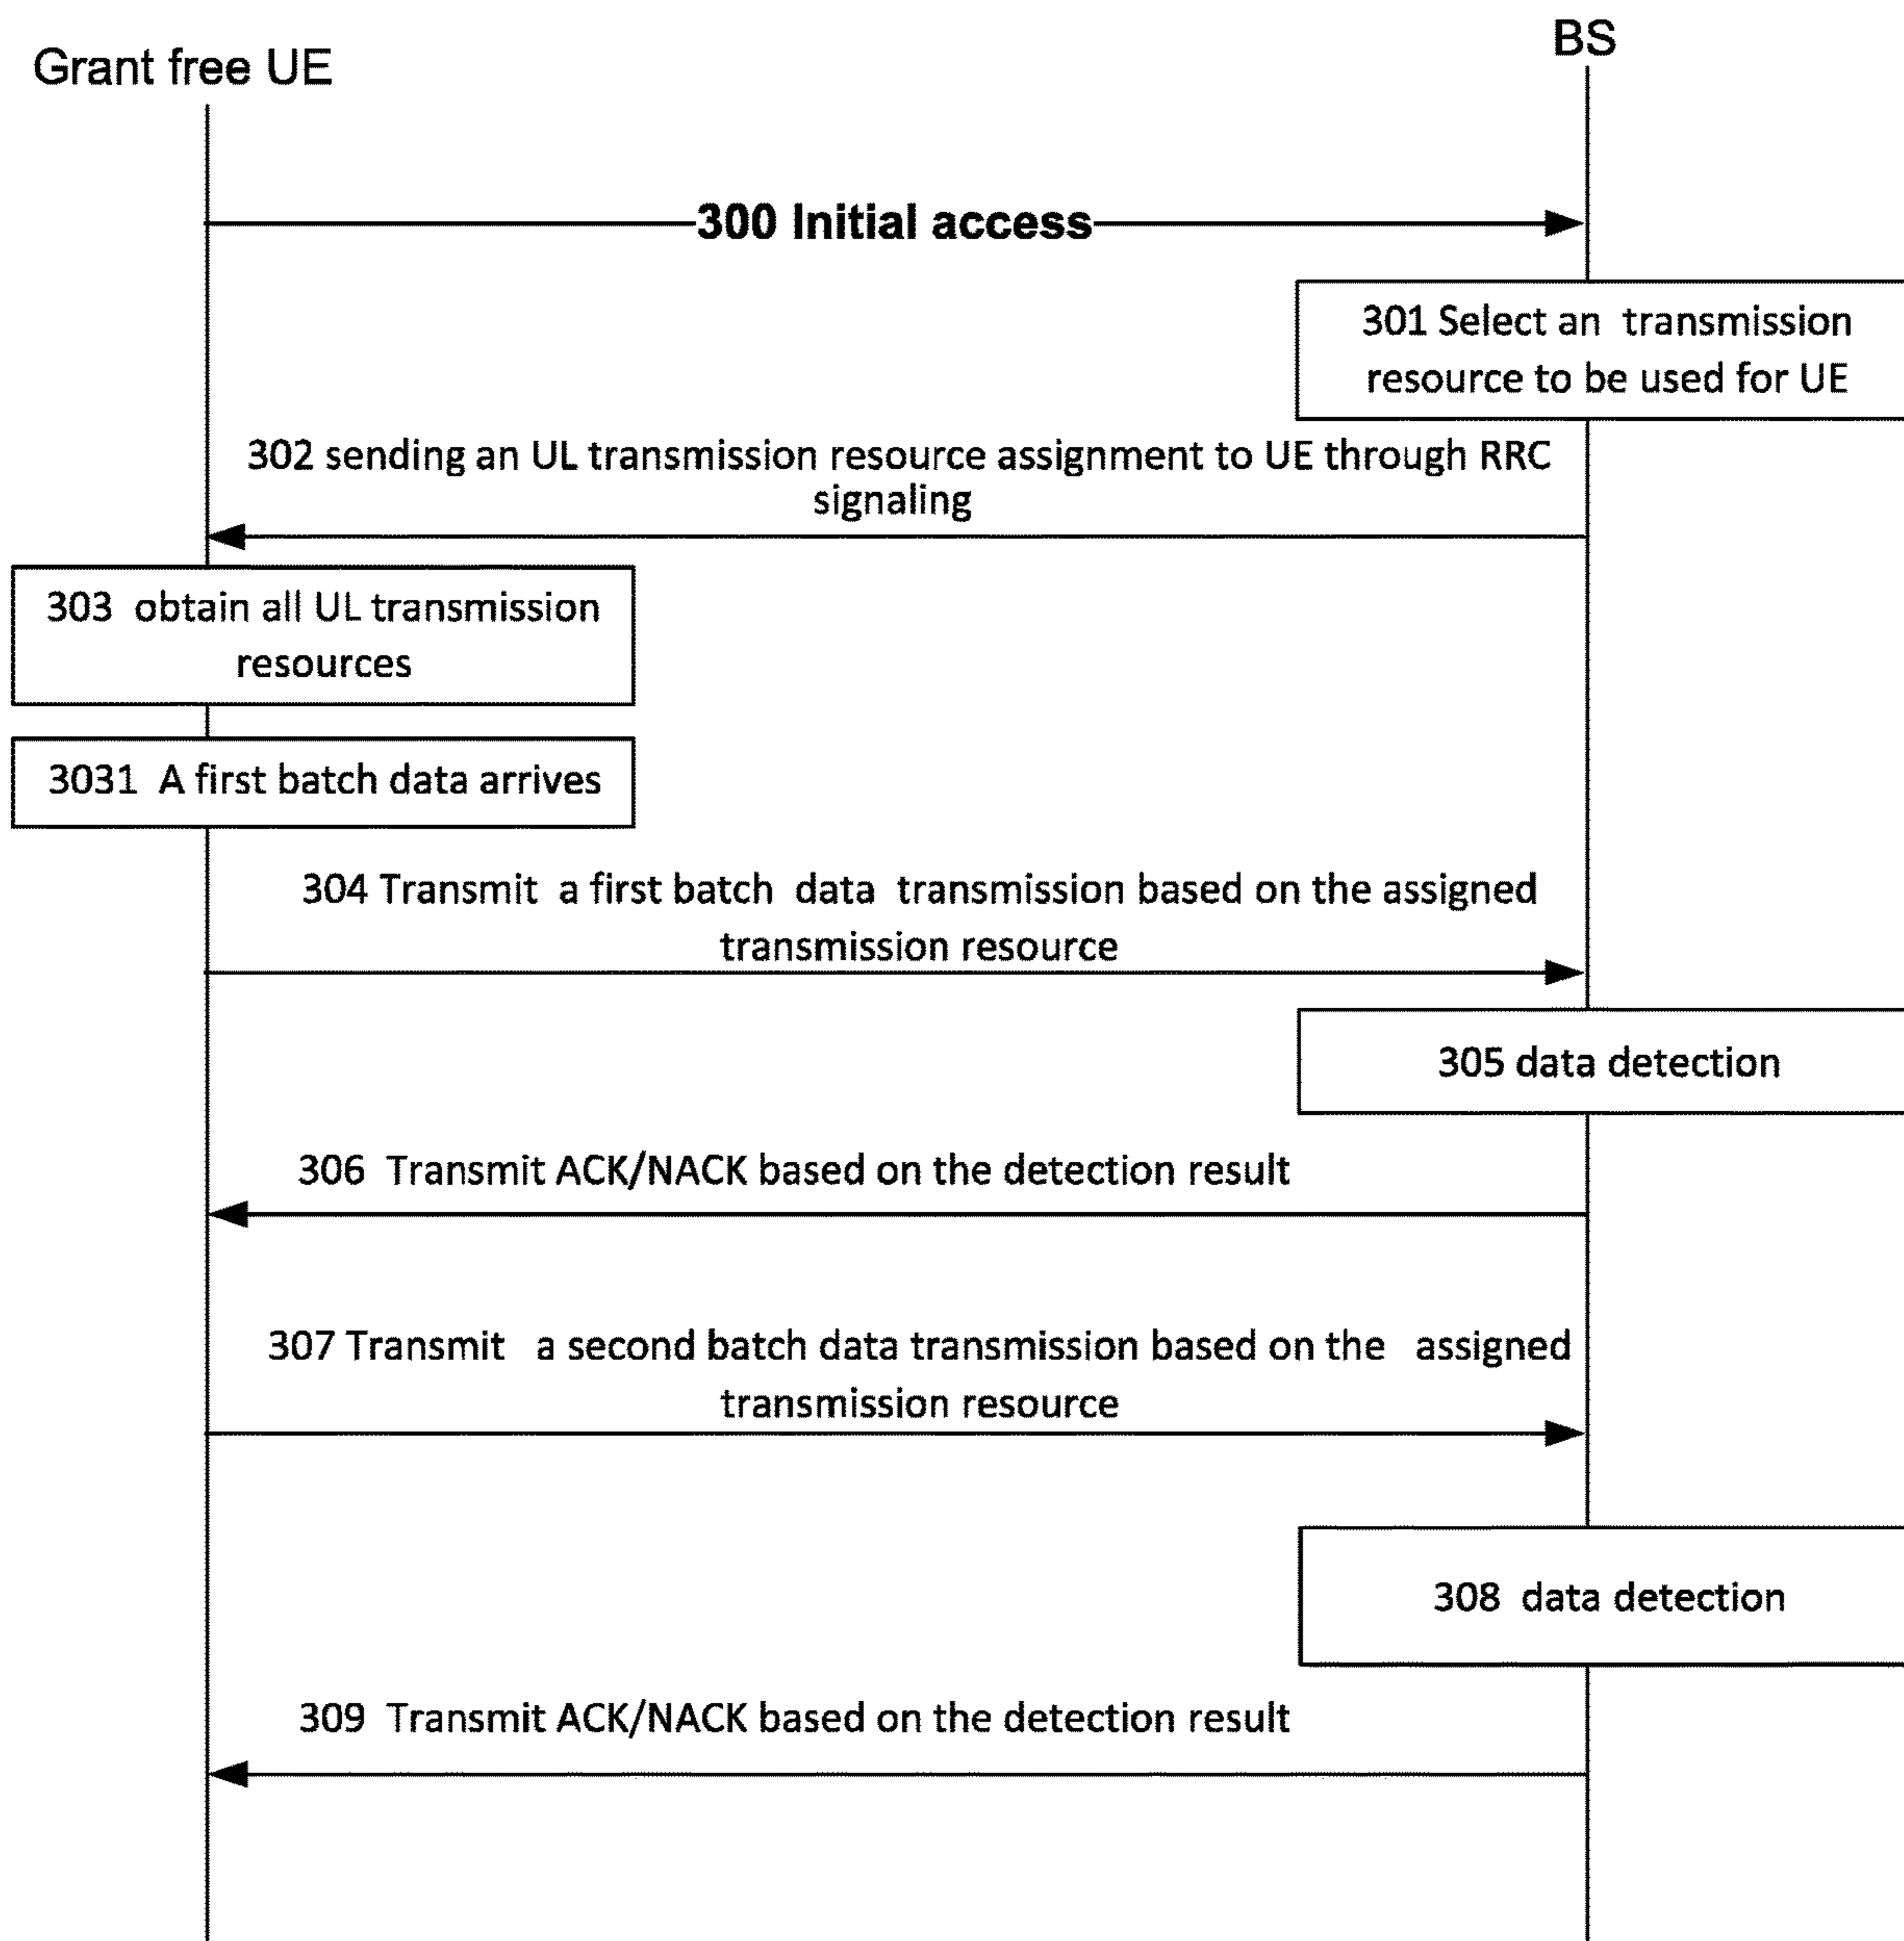 Grant free UE
BS
300 Initial access
301 Select an transmission
resource to be used for UE
302 sending an UL transmission resource assignment to UE through RRC
signaling
303 obtain all UL transmission
resources
3031 A first batch data arrives
304 Transmit a first batch data transmission based on the assigned
transmission resource
305 data detection
306 Transmit ACK/NACK based on the detection result
307 Transmit a second batch data transmission based on the assigned
transmission resource
308 data detection
309 Transmit ACK/NACK based on the detection result